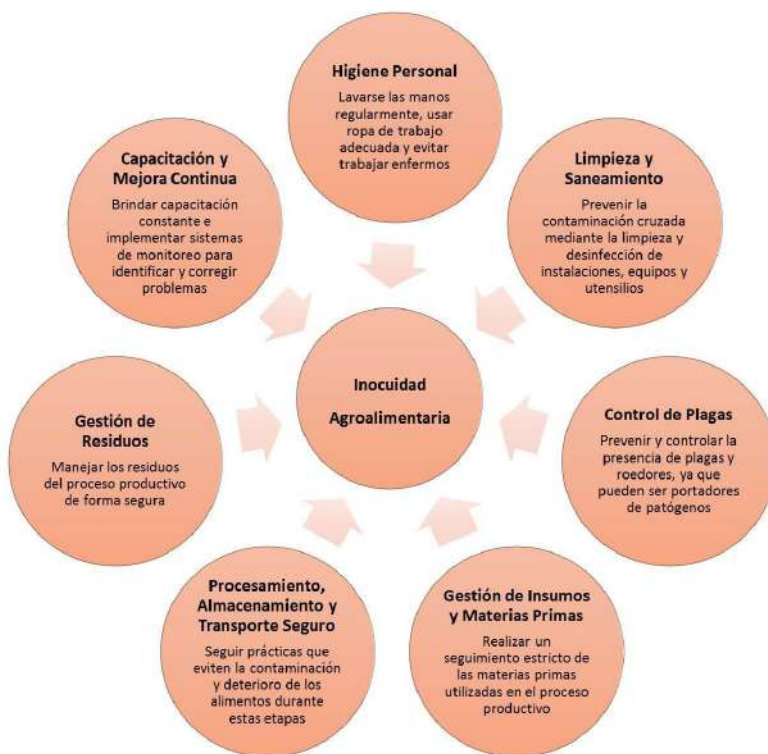 Higiene Personal
Lavarse las manos
regularmente, usar
ropa de trabajo
adecuada y evitar
trabajar enfermos
Limpieza y
Saneamiento
Prevenir la
contaminación cruzada
mediante la limpieza y
desinfección de
instalaciones, equipos y
utensilios
Control de Plagas
Prevenir y controlar la
presencia de plagas y
roedores, ya que
pueden ser portadores
de patógenos
Gestión de Insumos
y Materias Primas
Realizar un
seguimiento estricto de
las materias primas
utilizadas en el proceso
productivo
Procesamiento,
Almacenamiento y
Transporte Seguro
Seguir prácticas que
eviten la contaminación
y deterioro de los
alimentos durante
estas etapas
Gestión de
Residuos
Manejar los residuos
del proceso productivo
de forma segura
Capacitación y
Mejora Continua
Brindar capacitación
constante e
implementar sistemas
de monitoreo para
identificar y corregir
problemas
Inocuidad
Agroalimentaria